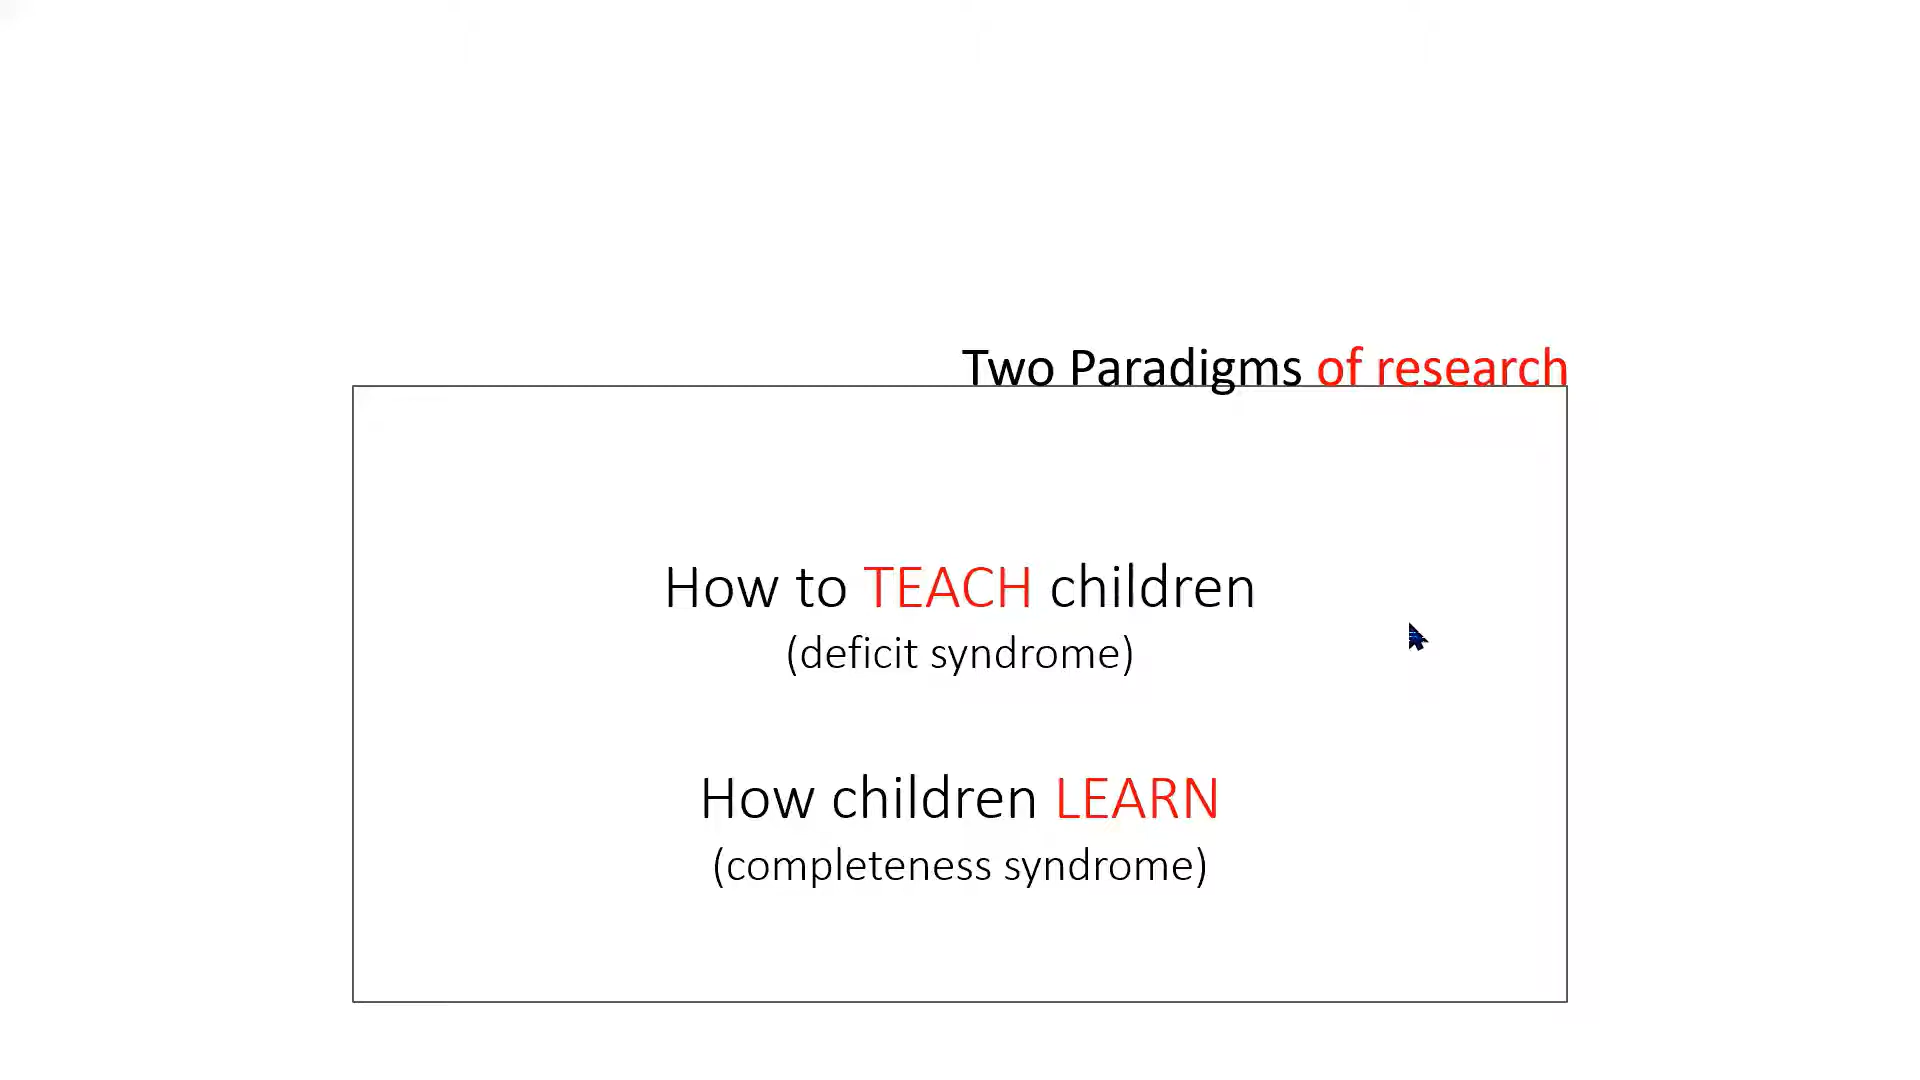 Two Paradigms of research
How to TEACH children
(deficit syndrome)
How children LEARN
(completeness syndrome)